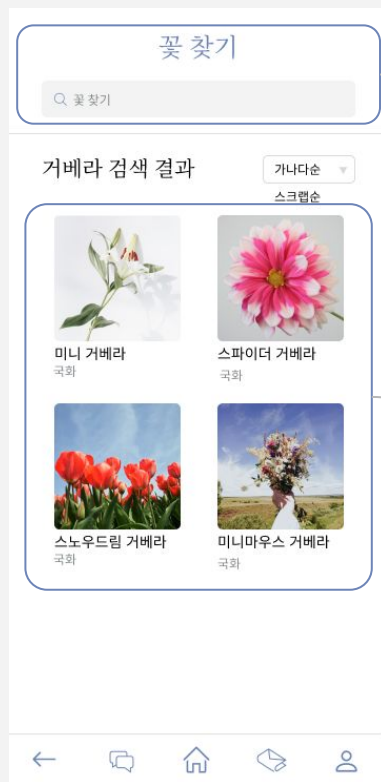 꽃 찾기
꽃 찾기
거베라 검색 결과
가나다순
스크랩순
미니 거베라
국화
스파이더 거베라
국화
스노우드림 거베라
국화
미니마우스 거베라
국화